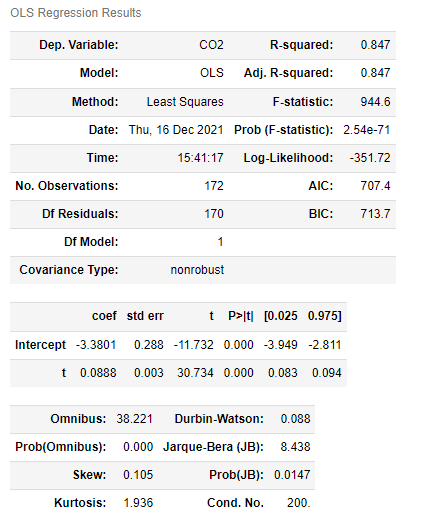 OLS Regression Results
Dep. Variable: CO2 R-squared: 0.847
Model: OLS Adj. R-squared: 0.847
Method: Least Squares F-statistic: 944.6
Date: Thu, 16 Dec 2021 Prob (F-statistic): 2.54e-71
Time: 15:41:17 Log-Likelihood: -351.72
No. Observations: 172 AIC: 707.4
Df Residuals: 170 BIC: 713.7
Df Model: 1
Covariance Type: nonrobust
coef std err t P>|t| [0.025 0.975]
Intercept -3.3801 0.288 -11.732 0.000 -3.949 -2.811
t 0.0888 0.003 30.734 0.000 0.083 0.094
Omnibus: 38.221 Durbin-Watson: 0.088
Prob(Omnibus): 0.000 Jarque-Bera (JB): 8.438
Skew: 0.105 Prob(JB): 0.0147
Kurtosis: 1.936 Cond. No. 200.